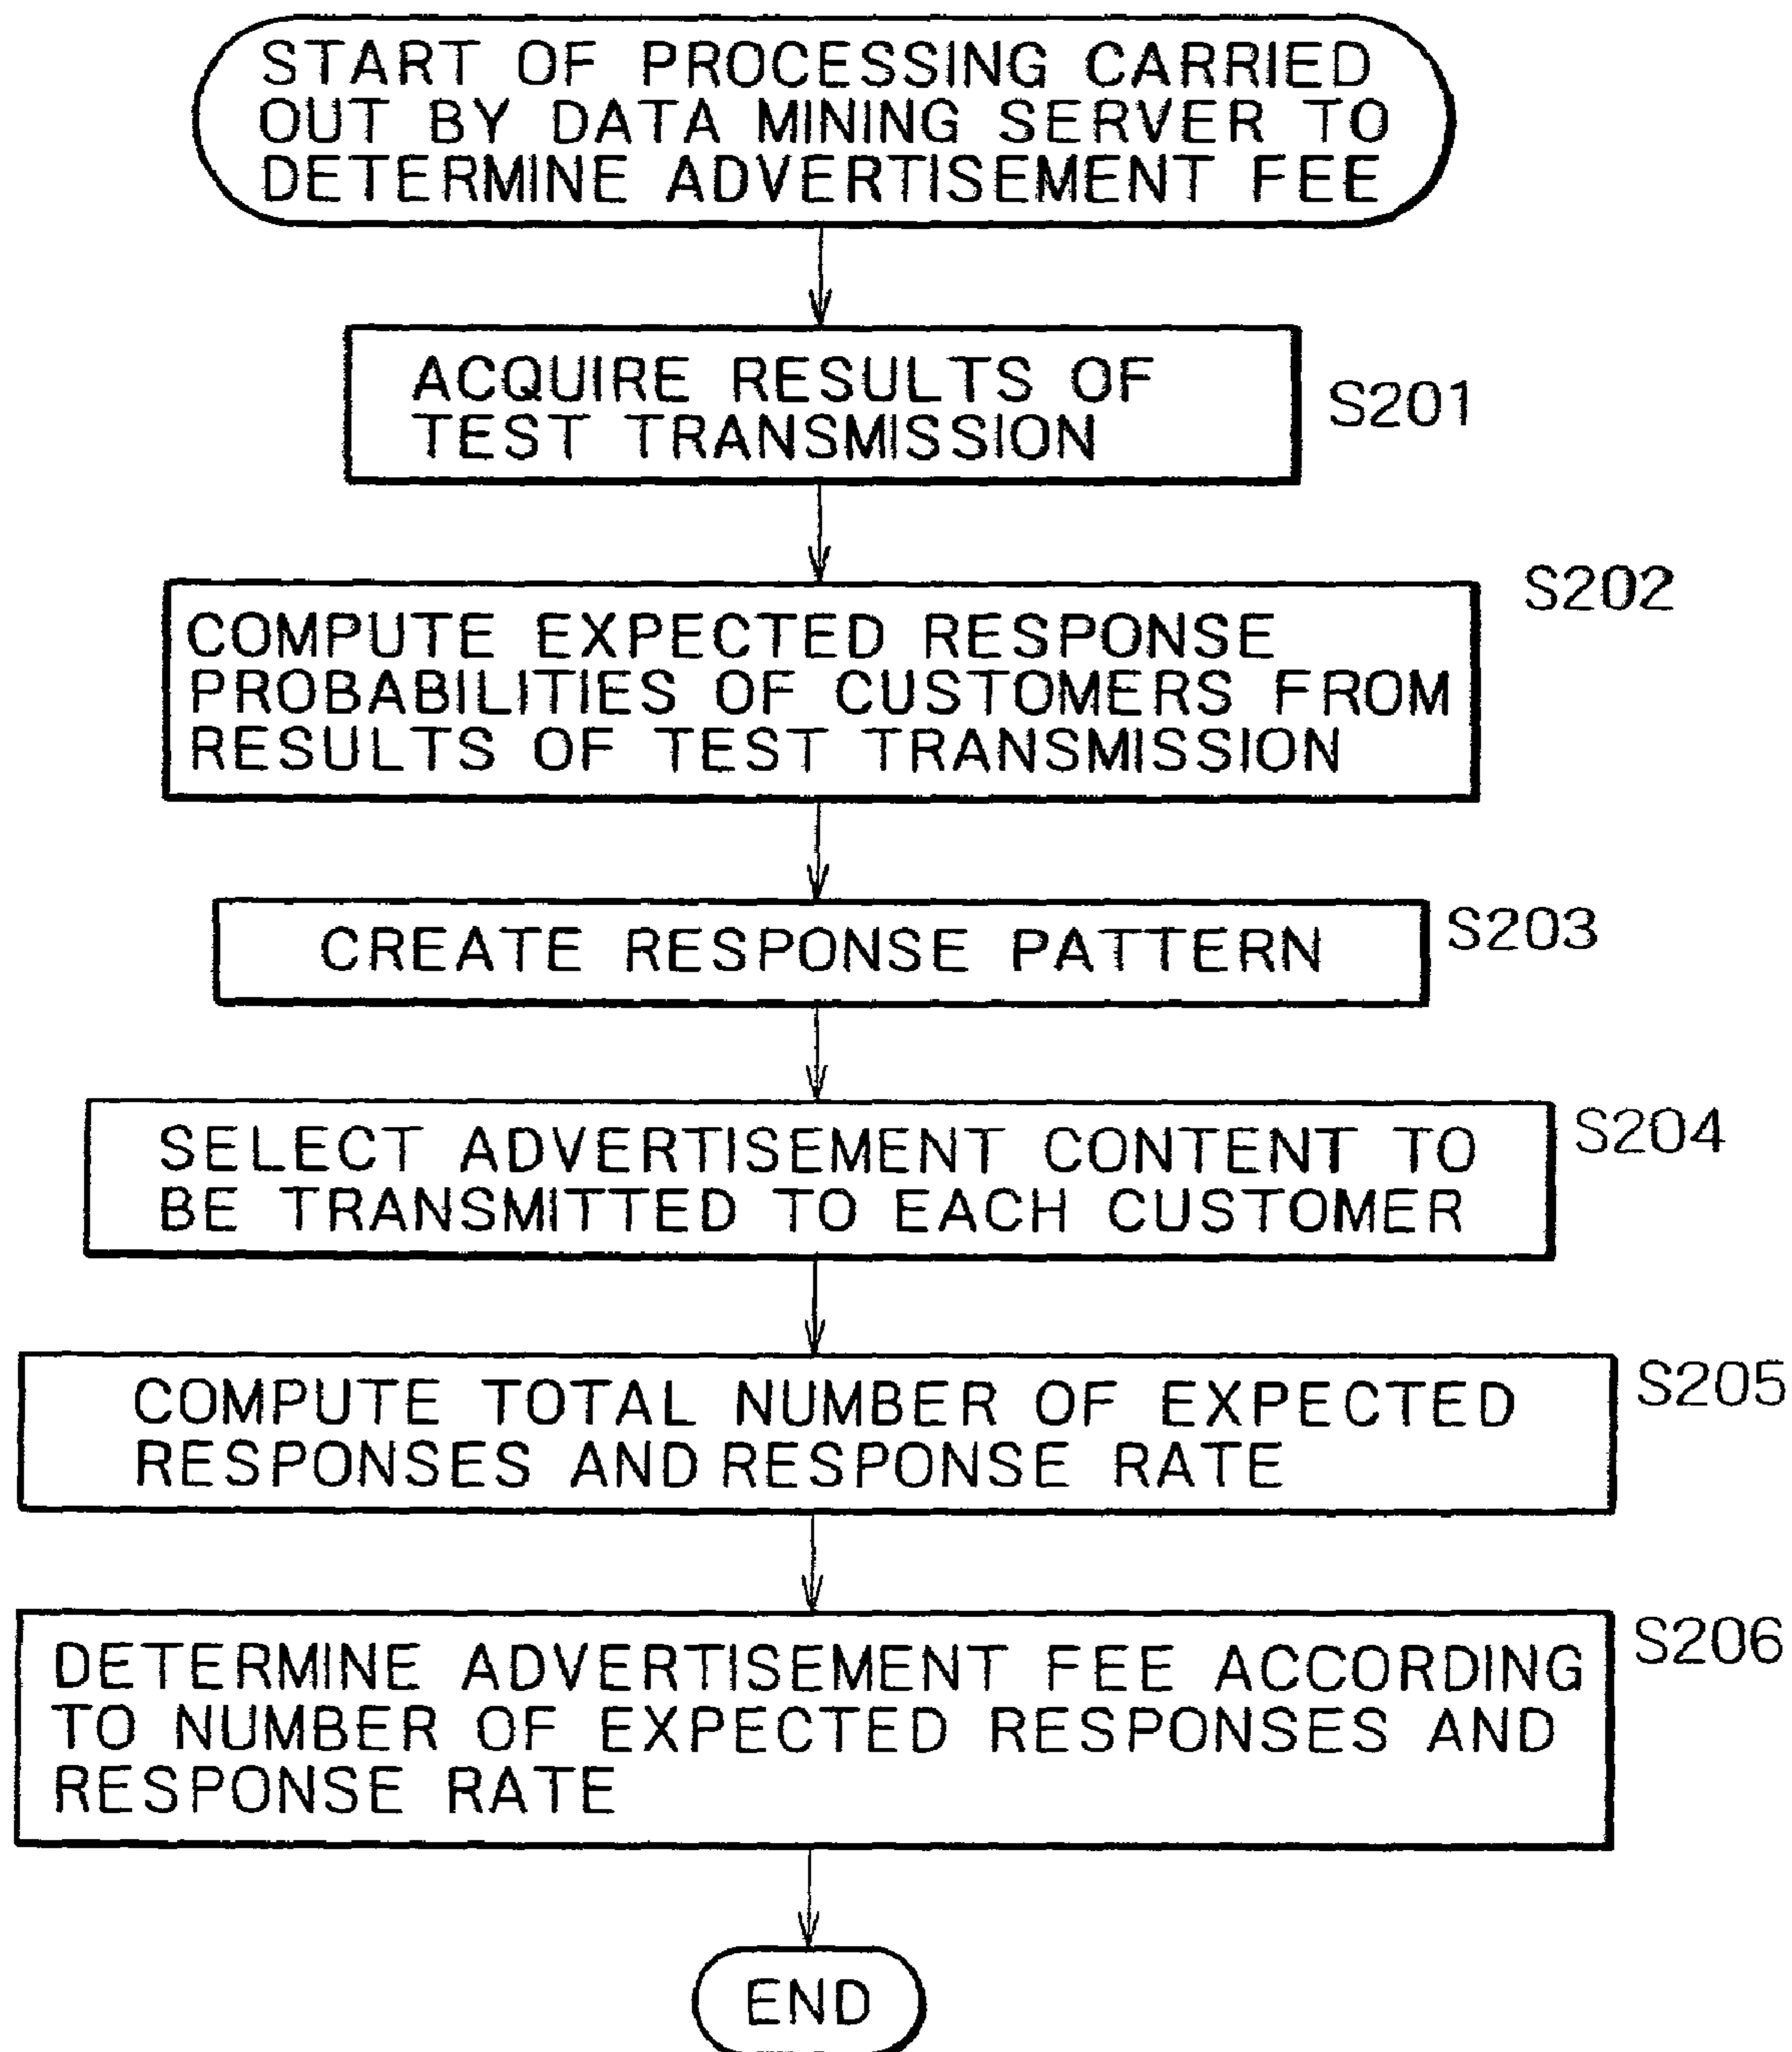 START OF PROCESSING CARRIED
OUT BY DATA MINING SERVER TO
DETERMINE ADVERTISEMENT FEE
ACQUIRE RESULTS OF
TEST TRANSMISSION
S201
S202
COMPUTE EXPECTED RESPONSE
PROBABILITIES OF CUSTOMERS FROM
RESULTS OF TEST TRANSMISSION
CREATE RESPONSE PATTERN
S203
SELECT ADVERTISEMENT CONTENT TO
BE TRANSMITTED TO EACH CUSTOMER
S204
COMPUTE TOTAL NUMBER OF EXPECTED
RESPONSES AND RESPONSE RATE
S205
DETERMINE ADVERTISEMENT FEE ACCORDING
TO NUMBER OF EXPECTED RESPONSES AND
RESPONSE RATE
S206
END